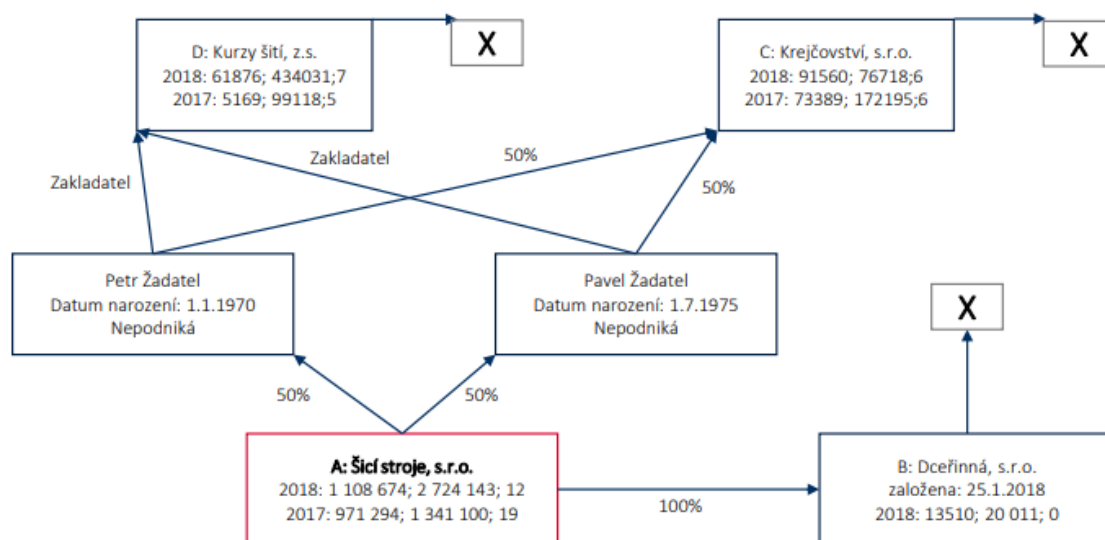 D: Kurzy šití, z.s.
2018: 61876; 434031;7
2017: 5169; 99118;5
X
C: Krejčovství, s.r.o.
2018: 91560; 76718;6
2017: 73389; 172195;6
X
Zakladatel
Zakladatel
50%
50%
Petr Žadatel
Datum narození: 1.1.1970
Nepodniká
Pavel Žadatel
Datum narození: 1.7.1975
Nepodniká
X
50%
50%
A: Šicí stroje, s.r.o.
2018: 1 108 674; 2 724 143; 12
2017: 971 294; 1 341 100; 19
100%
B: Dceřinná, s.r.o.
založena: 25.1.2018
2018: 13510; 20 011; 0